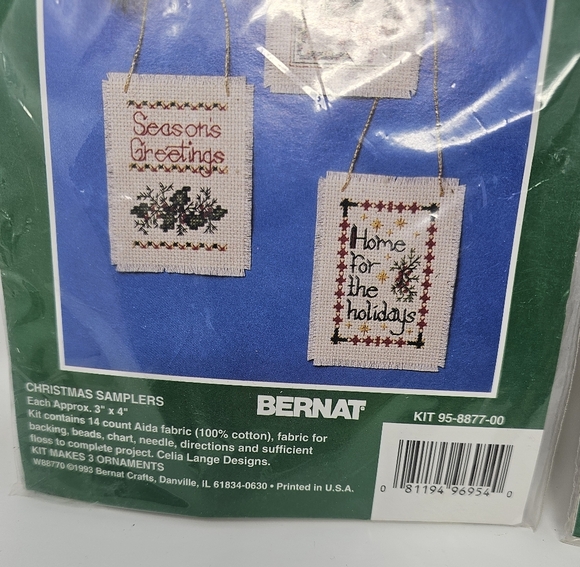 Season's
Greetings
Home
for
the
holidays
CHRISTMAS SAMPLERS
Each Approx. 3" x 4"
Kit contains 14 count Aida fabric (100% cotton), fabric for
backing, beads, chart, needle, directions and sufficient
floss to complete project. Celia Lange Designs.
KIT MAKES 3 ORNAMENTS
W88770 ©1993 Bernat Crafts, Danville, IL 61834-0630 • Printed in U.S.A.
BERNAT
KIT 95-8877-00
0 81194 96954 0